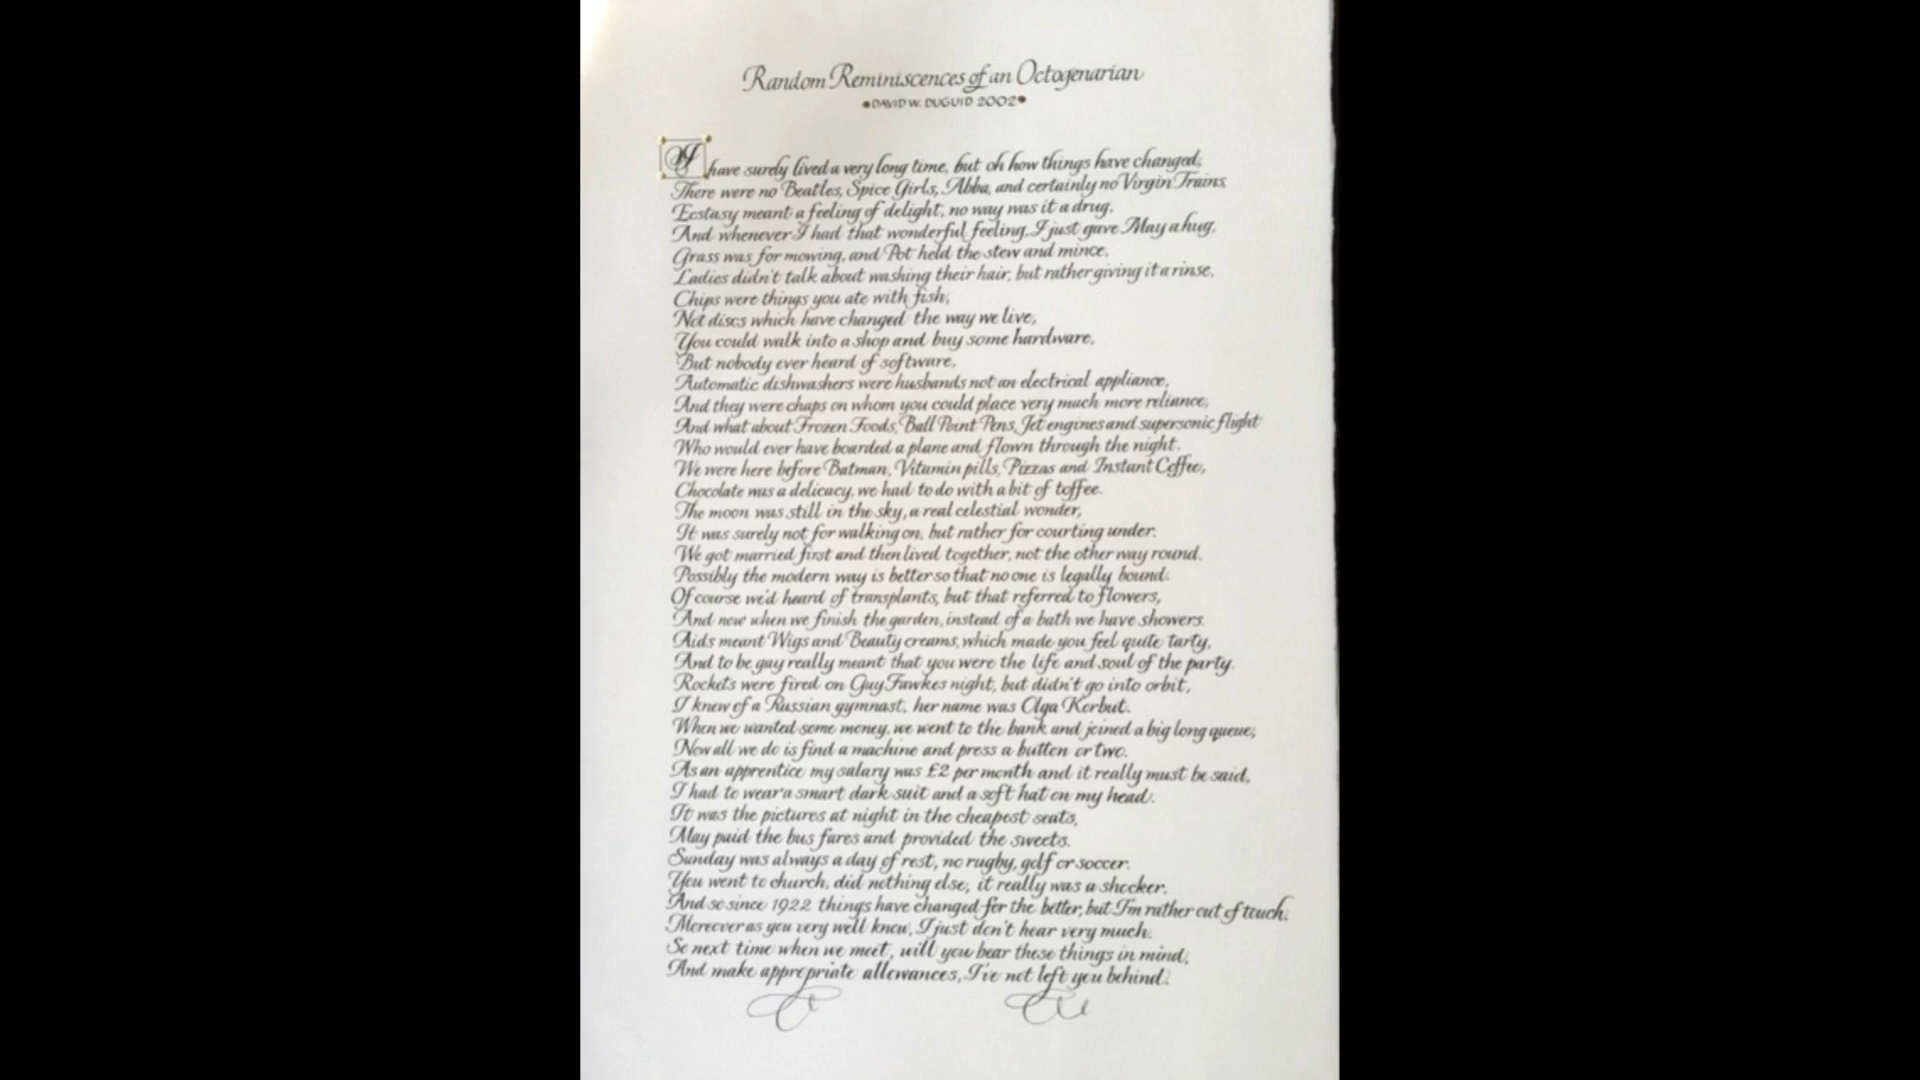 Random Reminiscences of an Octogenarian
•DAVID W. DUGUID 2002•
I have surely lived a very long time, but oh how things have changed,
There were no Beatles, Spice Girls, Abba, and certainly no Virgin Trains,
Ecstasy meant a feeling of delight, no way was it a drug.
And whenever I had that wonderful feeling, I just gave May a hug.
Grass was for mowing, and Pot held the stew and mince,
Ladies didn't talk about washing their hair, but rather giving it a rinse.
Chips were things you ate with fish,
Not discs which have changed the way we live,
You could walk into a shop and buy some hardware,
But nobody ever heard of software,
Automatic dishwashers were husbands not an electrical appliance,
And they were chaps on whom you could place very much more reliance,
And what about Frozen Foods, Ball Point Pens, Jet engines and supersonic flight
Who would ever have boarded a plane and flown through the night.
We were here before Batman, Vitamin pills, Pizzas and Instant Coffee,
Chocolate was a delicacy, we had to do with a bit of toffee.
The moon was still in the sky, a real celestial wonder,
It was surely not for walking on, but rather for courting under.
We got married first and then lived together, not the other way round.
Possibly the modern way is better so that no one is legally bound.
Of course we'd heard of transplants, but that referred to flowers,
And now when we finish the garden, instead of a bath we have showers.
Aids meant Wigs and Beauty creams, which made you feel quite tarty,
And to be gay really meant that you were the life and soul of the party.
Rockets were fired on Guy Fawkes night, but didn't go into orbit,
I knew of a Russian gymnast, her name was Olga Korbut.
When we wanted some money, we went to the bank and joined a big long queue,
Now all we do is find a machine and press a button or two.
As an apprentice my salary was £2 per month and it really must be said,
I had to wear a smart dark suit and a soft hat on my head.
It was the pictures at night in the cheapest seats,
May paid the bus fares and provided the sweets.
Sunday was always a day of rest, no rugby, golf or soccer.
You went to church, did nothing else, it really was a shocker.
And so since 1922 things have changed for the better, but I'm rather out of touch.
Moreover as you very well know, I just don't hear very much.
So next time when we meet, will you bear these things in mind,
And make appropriate allowances, I've not left you behind.